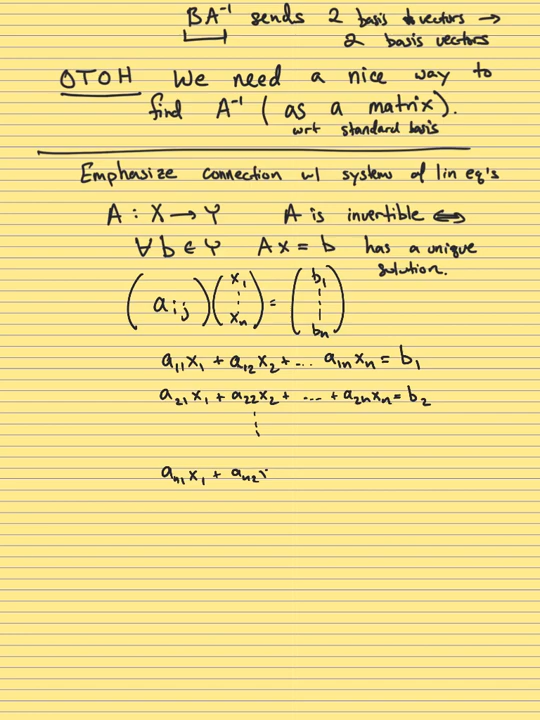 BA⁻¹ sends 2 basis vectors →
2 basis vectors
OTOH We need a nice way to
find A⁻¹ (as a matrix).
wrt standard basis
Emphasize connection w/ systems of lin eq's
A : X → Y A is invertible ⇔
∀ b ∈ Y Ax = b has a unique
solution.
(aij)(x₁ ⋮ xn) = (b₁ ⋮ bn)
a₁₁x₁ + a₁₂x₂ + ... a₁nxn = b₁
a₂₁x₁ + a₂₂x₂ + ... + a₂nxn = b₂
⋮
an₁x₁ + an₂x